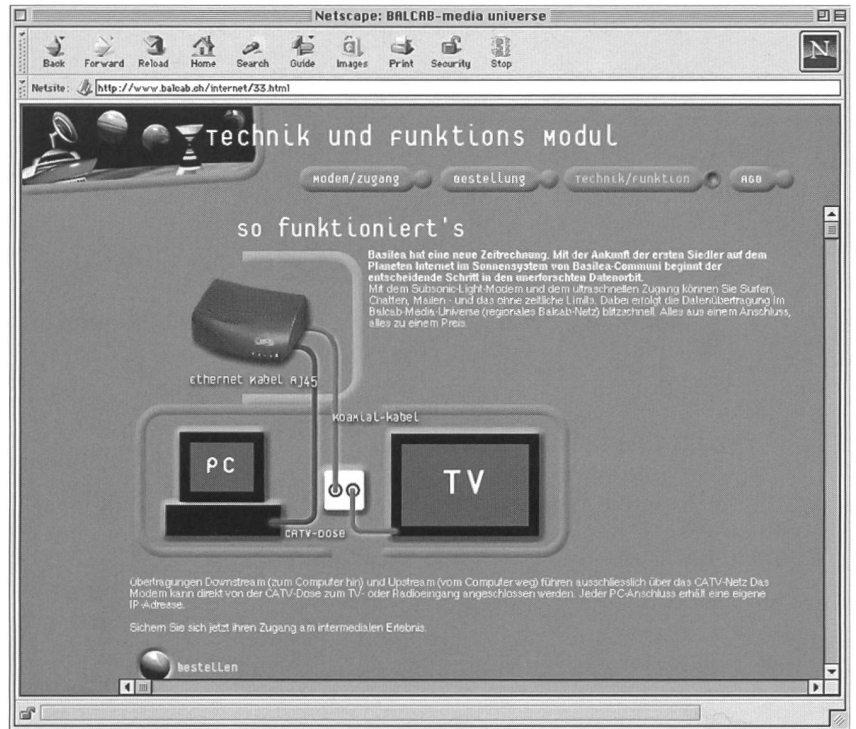 Netscape: BALCAB-media universe
Back Forward Reload Home Search Guide Images Print Security Stop
N
Netsite: http://www.balcab.ch/internet/33.html
Technik und Funktions Modul
Modem/Zugang Bestellung Technik/Funktion AGB
so funktioniert's
Basilea hat eine neue Zeitrechnung. Mit der Ankunft der ersten Siedler auf dem
Planeten Internet im Sonnensystem von Basilea-Communi beginnt der
entscheidende Schritt in den unerforschten Datenorbit.
Mit dem Subsonic-Light-Modem und dem ultraschnellen Zugang können Sie Surfen,
Chatten, Mailen - und das ohne zeitliche Limits. Dabei erfolgt die Datenübertragung im
Balcab-Media-Universe (regionales Balcab-Netz) blitzschnell. Alles aus einem Anschluss,
alles zu einem Preis.
Ethernet Kabel RJ45
Koaxial-Kabel
PC
TV
CATV-Dose
Übertragungen Downstream (zum Computer hin) und Upstream (vom Computer weg) führen ausschliesslich über das CATV-Netz Das
Modem kann direkt von der CATV-Dose zum TV- oder Radioeingang angeschlossen werden. Jeder PC-Anschluss erhält eine eigene
IP-Adresse.
Sichern Sie sich jetzt ihren Zugang am intermedialen Erlebnis.
bestellen